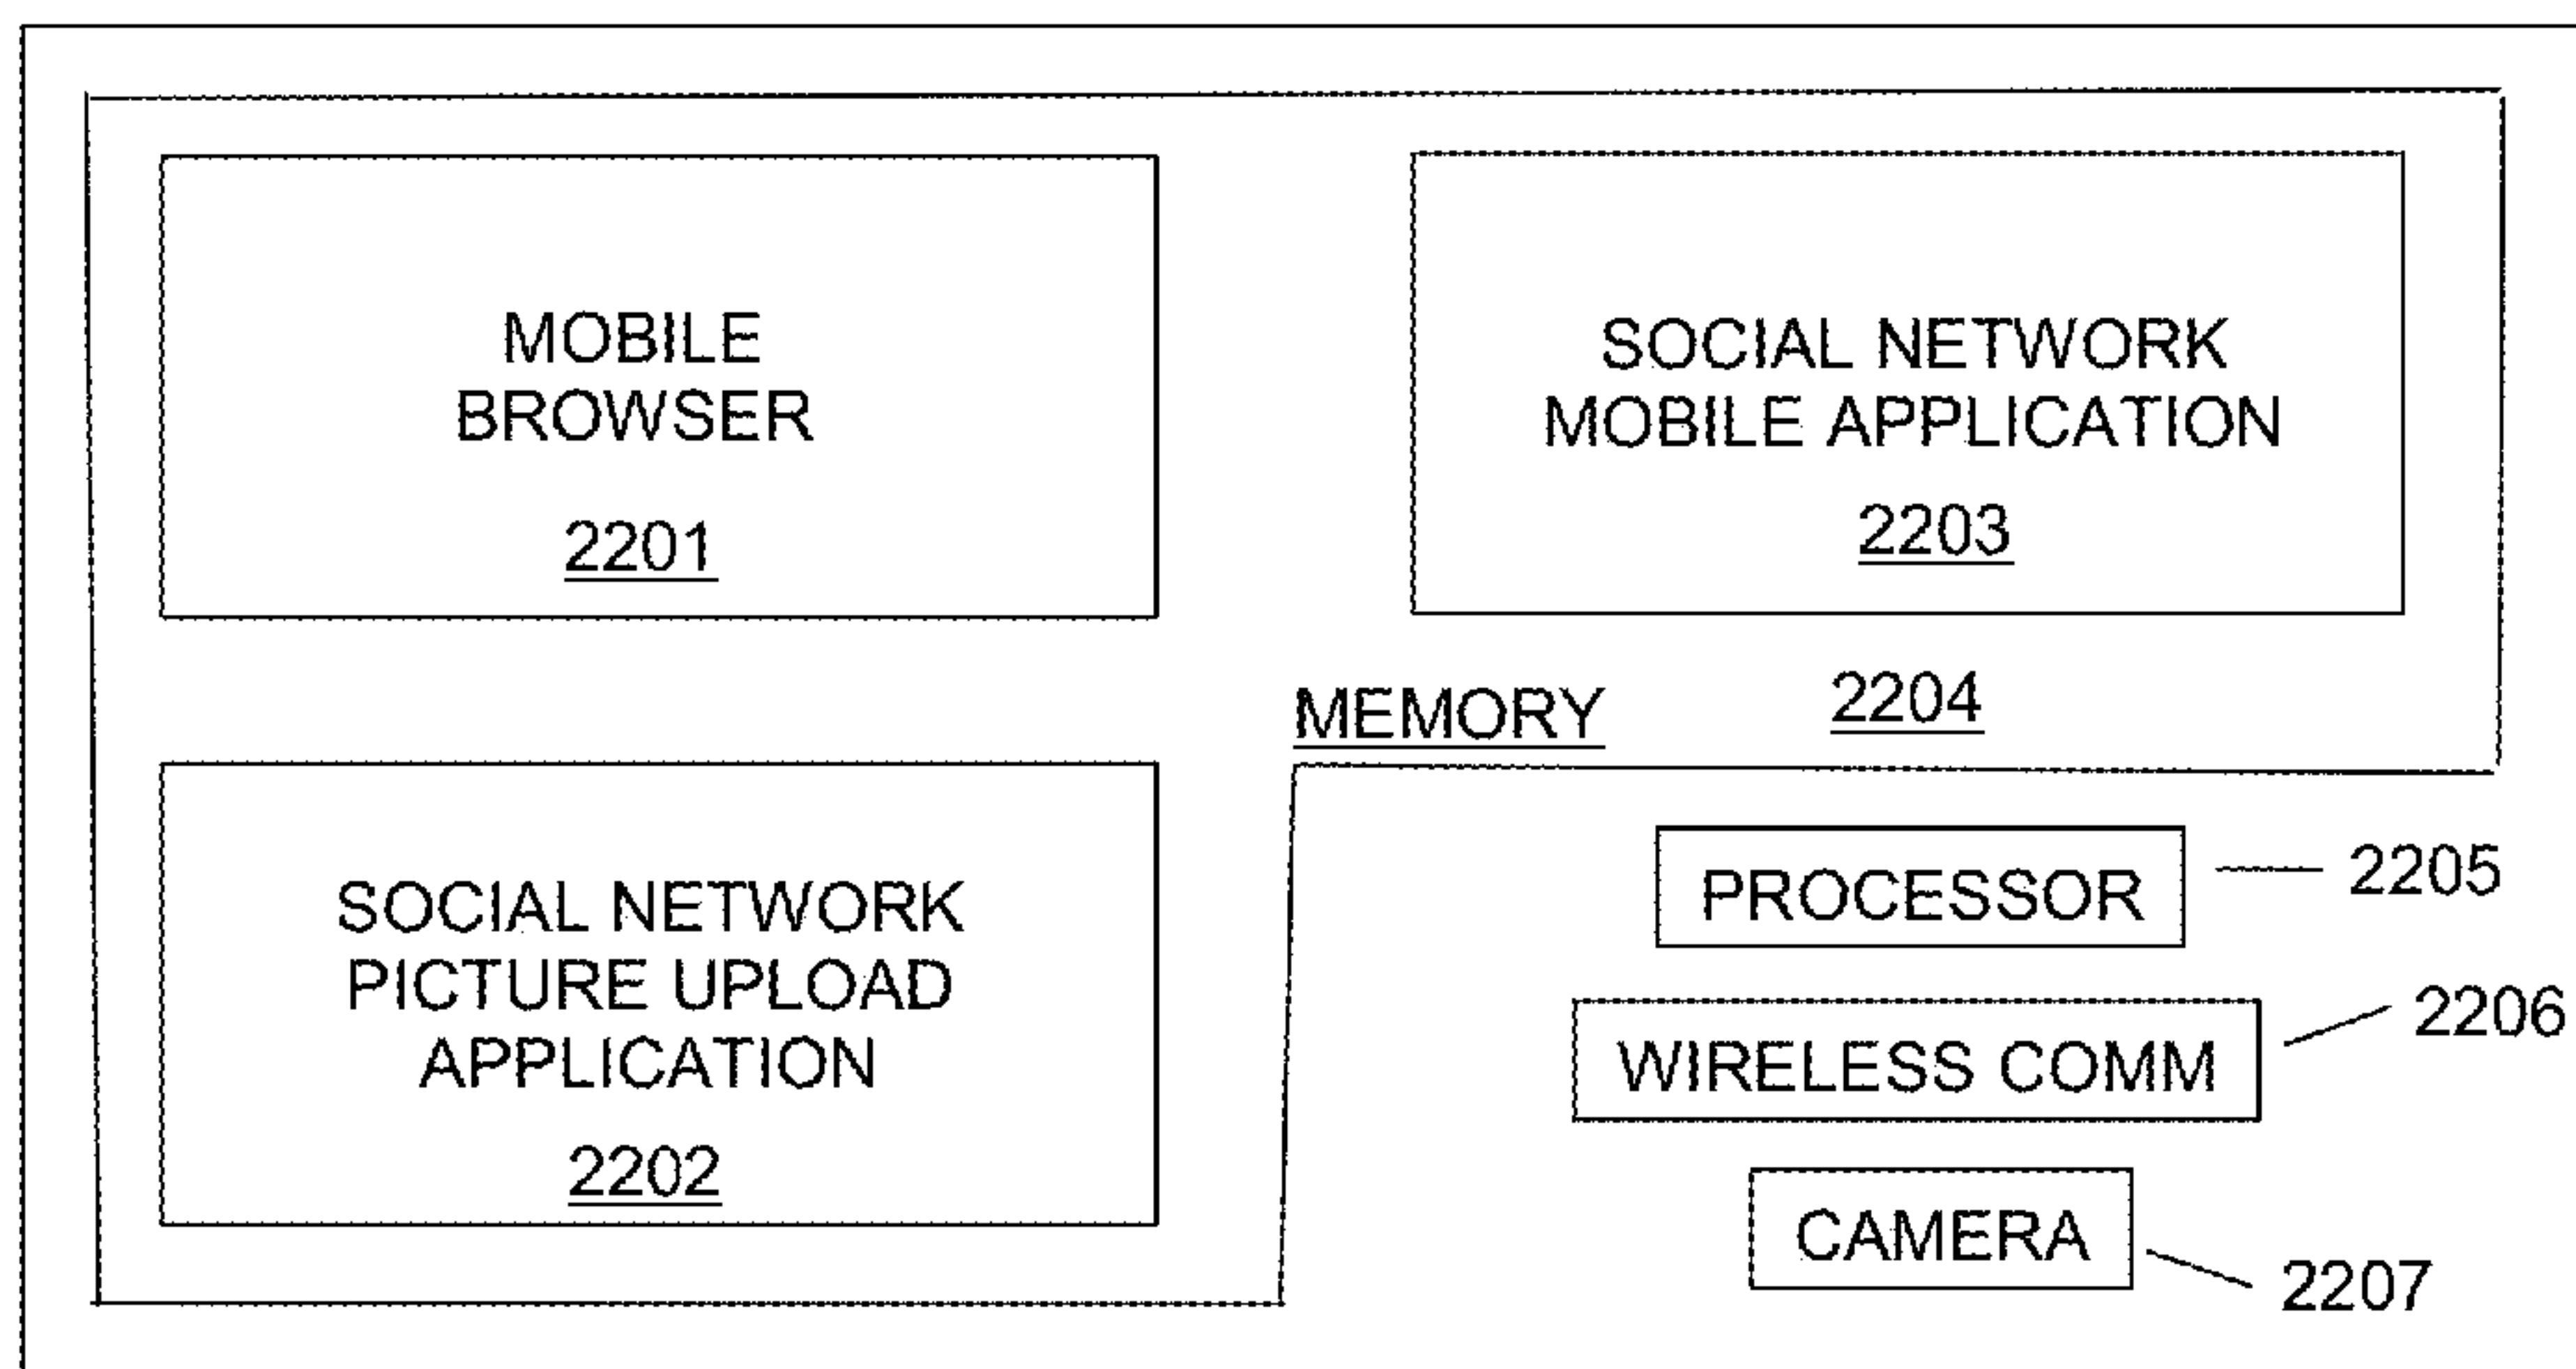 MOBILE
BROWSER
2201
SOCIAL NETWORK
MOBILE APPLICATION
2203
MEMORY 2204
SOCIAL NETWORK
PICTURE UPLOAD
APPLICATION
2202
PROCESSOR 2205
WIRELESS COMM 2206
CAMERA 2207